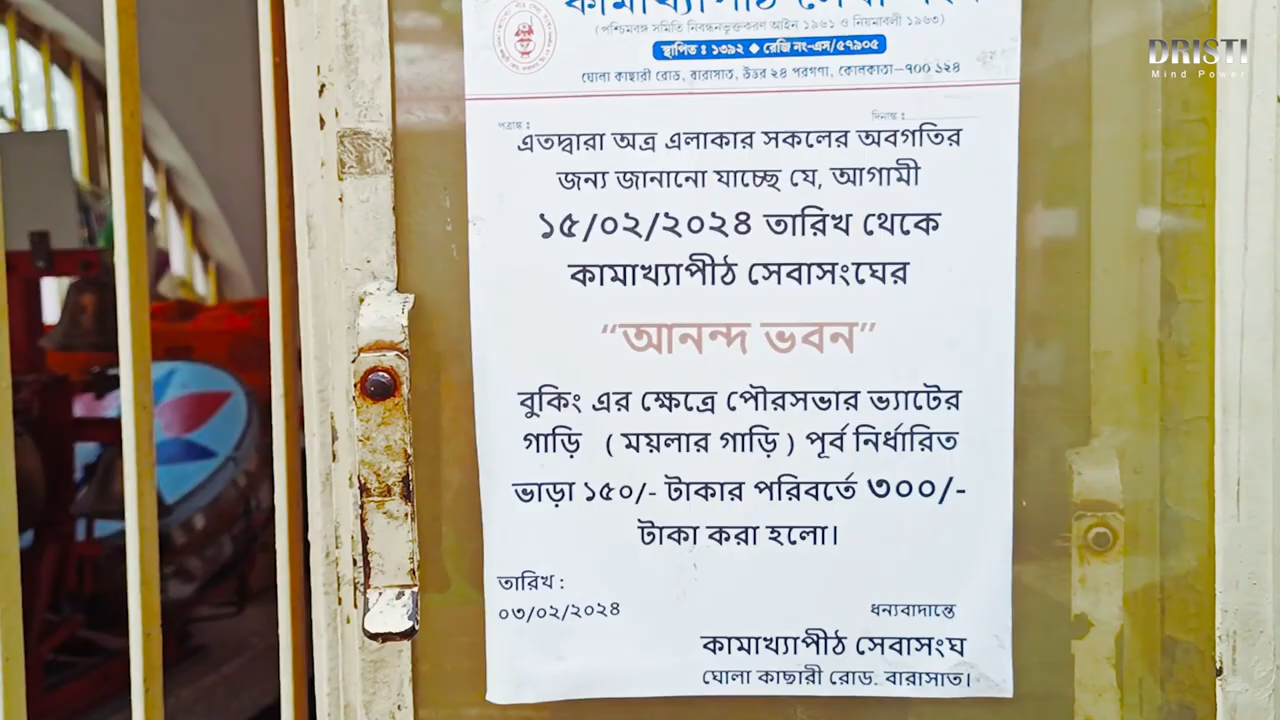 কামাখ্যাপীঠ সেবাসংঘ
(পশ্চিমবঙ্গ সমিতি নিবন্ধনভুক্তকরণ আইন ১৯৬১ ও নিয়মাবলী ১৯৬৩)
স্থাপিত : ১৩৯২ ◆ রেজি নং-এস/৫৭৯০৫
ঘোলা কাছারী রোড, বারাসাত, উত্তর ২৪ পরগণা, কোলকাতা-৭০০ ১২৪
পত্রাঙ্ক :
দিনাঙ্ক :
এতদ্বারা অত্র এলাকার সকলের অবগতির
জন্য জানানো যাচ্ছে যে, আগামী
১৫/০২/২০২৪ তারিখ থেকে
কামাখ্যাপীঠ সেবাসংঘের
“আনন্দ ভবন”
বুকিং এর ক্ষেত্রে পৌরসভার ভ্যাটের
গাড়ি ( ময়লার গাড়ি ) পূর্ব নির্ধারিত
ভাড়া ১৫০/- টাকার পরিবর্তে ৩০০/-
টাকা করা হলো।
তারিখ :
০৩/০২/২০২৪
ধন্যবাদান্তে
কামাখ্যাপীঠ সেবাসংঘ
ঘোলা কাছারী রোড. বারাসাত।
DRISTI
Mind Power